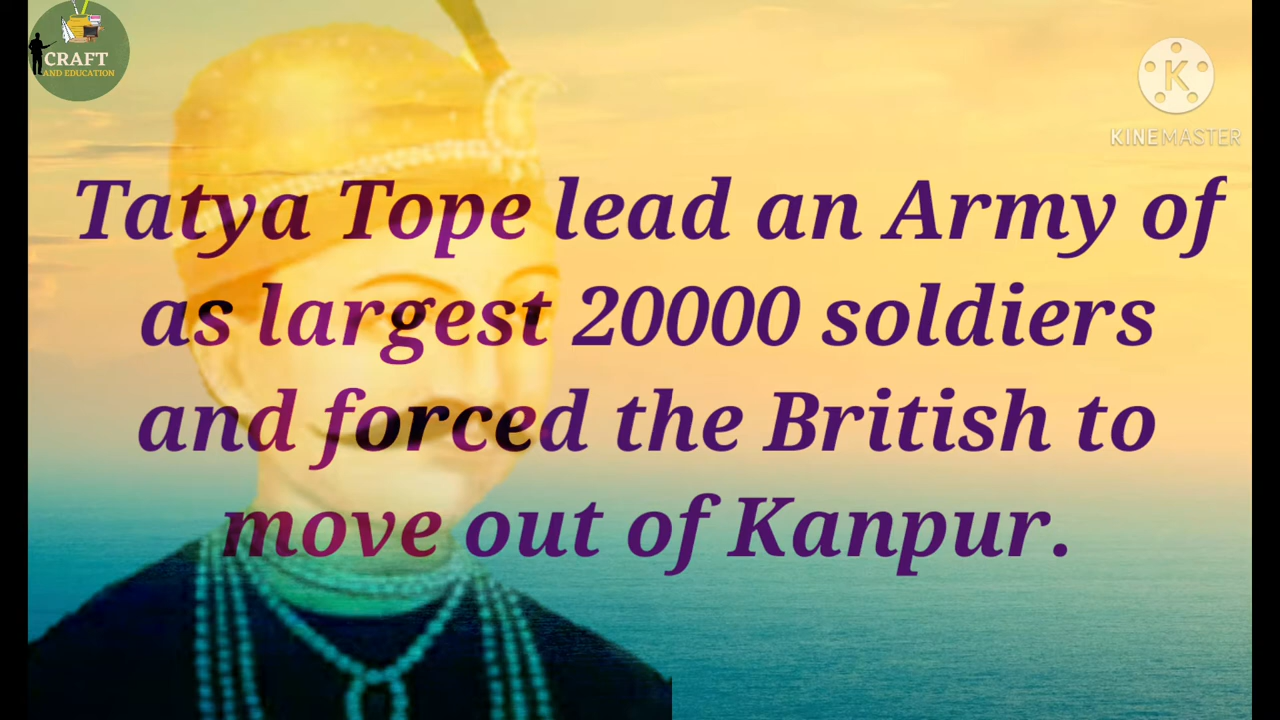 CRAFT
AND EDUCATION
K
KINEMASTER
Tatya Tope lead an Army of
as largest 20000 soldiers
and forced the British to
move out of Kanpur.